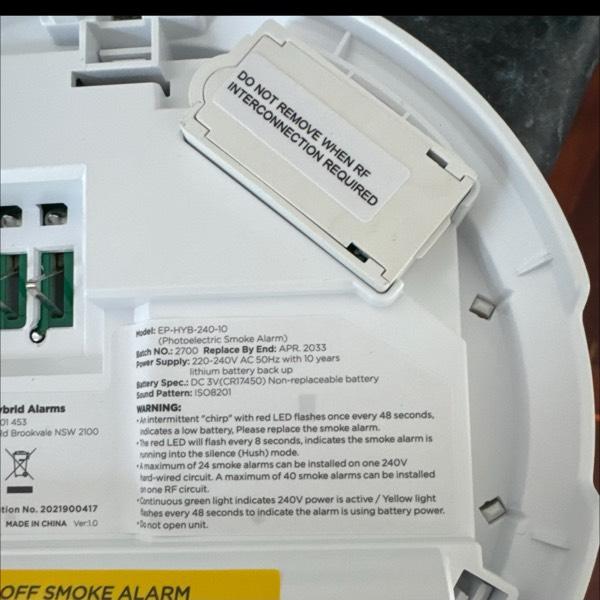 DO NOT REMOVE WHEN RF
INTERCONNECTION REQUIRED
Model: EP-HYB-240-10
(Photoelectric Smoke Alarm)
Batch NO.: 2700 Replace By End: APR. 2033
Power Supply: 220-240V AC 50Hz with 10 years
lithium battery back up
Battery Spec.: DC 3V(CR17450) Non-replaceable battery
Sound Pattern: ISO8201
WARNING:
•An intermittent "chirp" with red LED flashes once every 48 seconds,
indicates a low battery, Please replace the smoke alarm.
•The red LED will flash every 8 seconds, indicates the smoke alarm is
running into the silence (Hush) mode.
•A maximum of 24 smoke alarms can be installed on one 240V
hard-wired circuit. A maximum of 40 smoke alarms can be installed
on one RF circuit.
•Continuous green light indicates 240V power is active / Yellow light
flashes every 48 seconds to indicate the alarm is using battery power.
•Do not open unit.
ybrid Alarms
01 453
Rd Brookvale NSW 2100
tion No. 2021900417
MADE IN CHINA Ver:1.0
OFF SMOKE ALARM